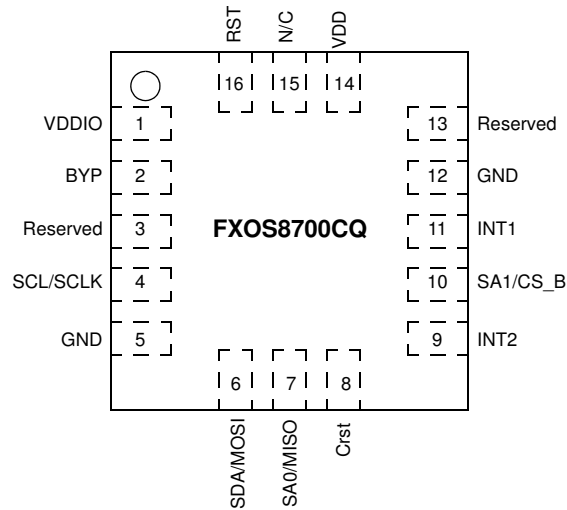 RST
N/C
VDD
16
15
14
VDDIO 1
13 Reserved
BYP 2
12 GND
Reserved 3
FXOS8700CQ
11 INT1
SCL/SCLK 4
10 SA1/CS_B
GND 5
9 INT2
6
7
8
SDA/MOSI
SA0/MISO
Crst